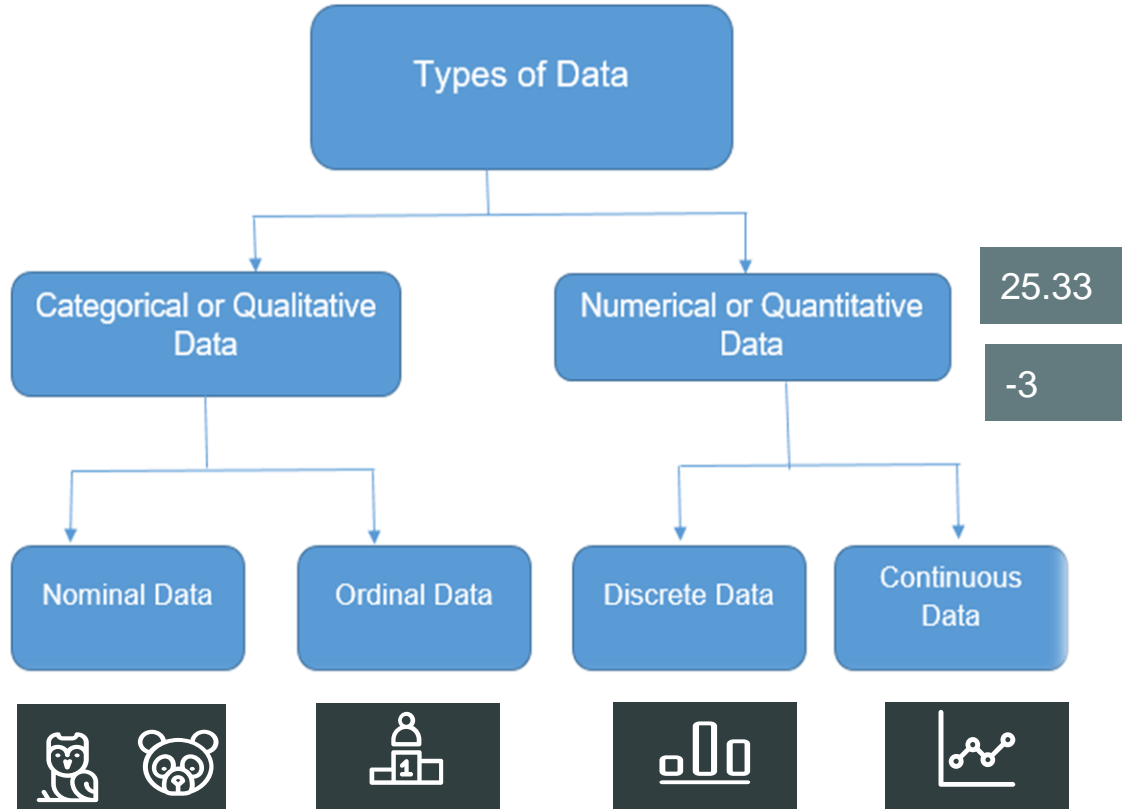 Types of Data
Categorical or Qualitative
Data
Numerical or Quantitative
Data
25.33
-3
Nominal Data
Ordinal Data
Discrete Data
Continuous
Data
1